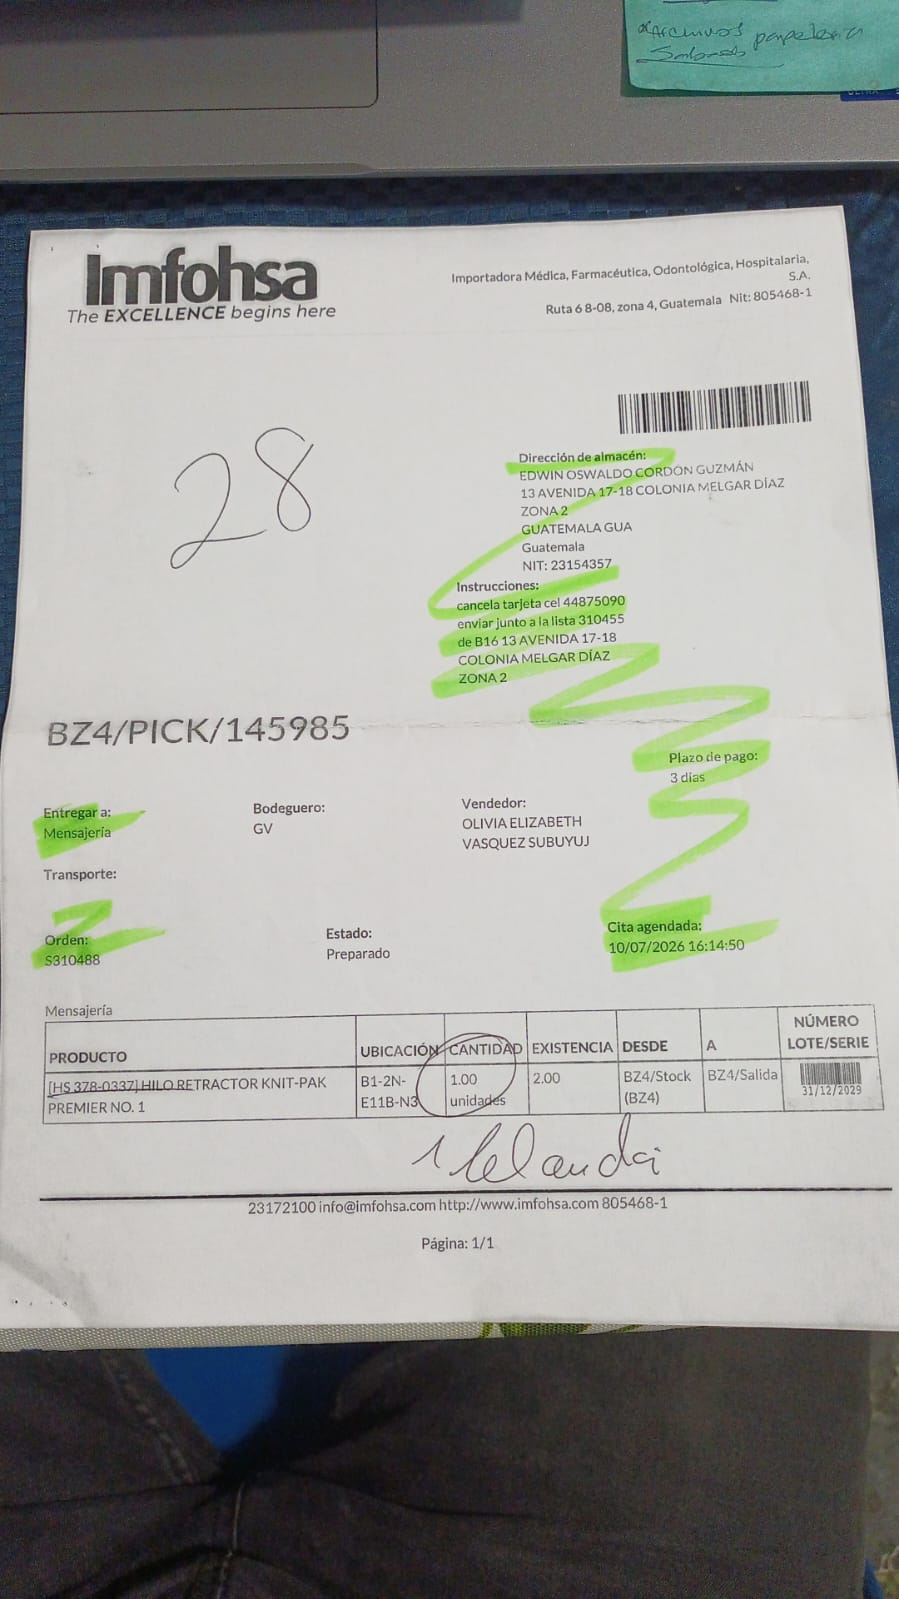 Archivos papelería
Imfohsa
The EXCELLENCE begins here
Importadora Médica, Farmacéutica, Odontológica, Hospitalaria,
S.A.
Ruta 6 8-08, zona 4, Guatemala Nit: 805468-1
28
Dirección de almacén:
EDWIN OSWALDO CORDON GUZMÁN
13 AVENIDA 17-18 COLONIA MELGAR DÍAZ
ZONA 2
GUATEMALA GUA
Guatemala
NIT: 23154357
Instrucciones:
cancela tarjeta cel 44875090
enviar junto a la lista 310455
de B16 13 AVENIDA 17-18
COLONIA MELGAR DÍAZ
ZONA 2
BZ4/PICK/145985
Plazo de pago:
3 días
Entregar a:
Mensajería
Bodeguero:
GV
Vendedor:
OLIVIA ELIZABETH
VASQUEZ SUBUYUJ
Transporte:
Orden:
S310488
Estado:
Preparado
Cita agendada:
10/07/2026 16:14:50
Mensajería
PRODUCTO UBICACIÓN CANTIDAD EXISTENCIA DESDE A NÚMERO LOTE/SERIE
[HS 378-0337] HILO RETRACTOR KNIT-PAK PREMIER NO. 1 B1-2N-E11B-N3 1.00 unidades 2.00 BZ4/Stock (BZ4) BZ4/Salida 31/12/2029
23172100 info@imfohsa.com http://www.imfohsa.com 805468-1
Página: 1/1